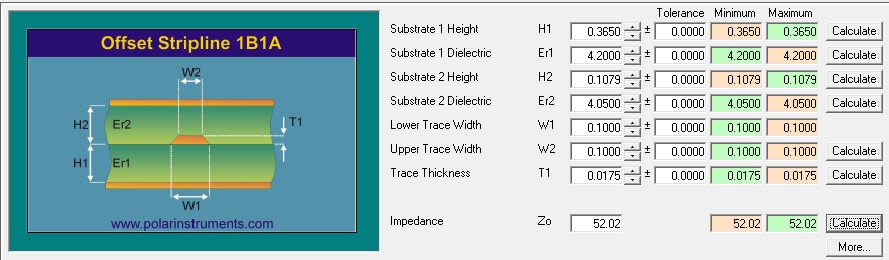 Offset Stripline 1B1A
W2
H2
Er2
T1
H1
Er1
W1
www.polarinstruments.com
Tolerance Minimum Maximum
Substrate 1 Height H1 0.3650 ± 0.0000 0.3650 0.3650 Calculate
Substrate 1 Dielectric Er1 4.2000 ± 0.0000 4.2000 4.2000 Calculate
Substrate 2 Height H2 0.1079 ± 0.0000 0.1079 0.1079 Calculate
Substrate 2 Dielectric Er2 4.0500 ± 0.0000 4.0500 4.0500 Calculate
Lower Trace Width W1 0.1000 ± 0.0000 0.1000 0.1000
Upper Trace Width W2 0.1000 ± 0.0000 0.1000 0.1000 Calculate
Trace Thickness T1 0.0175 ± 0.0000 0.0175 0.0175 Calculate
Impedance Zo 52.02 52.02 52.02 Calculate
More...